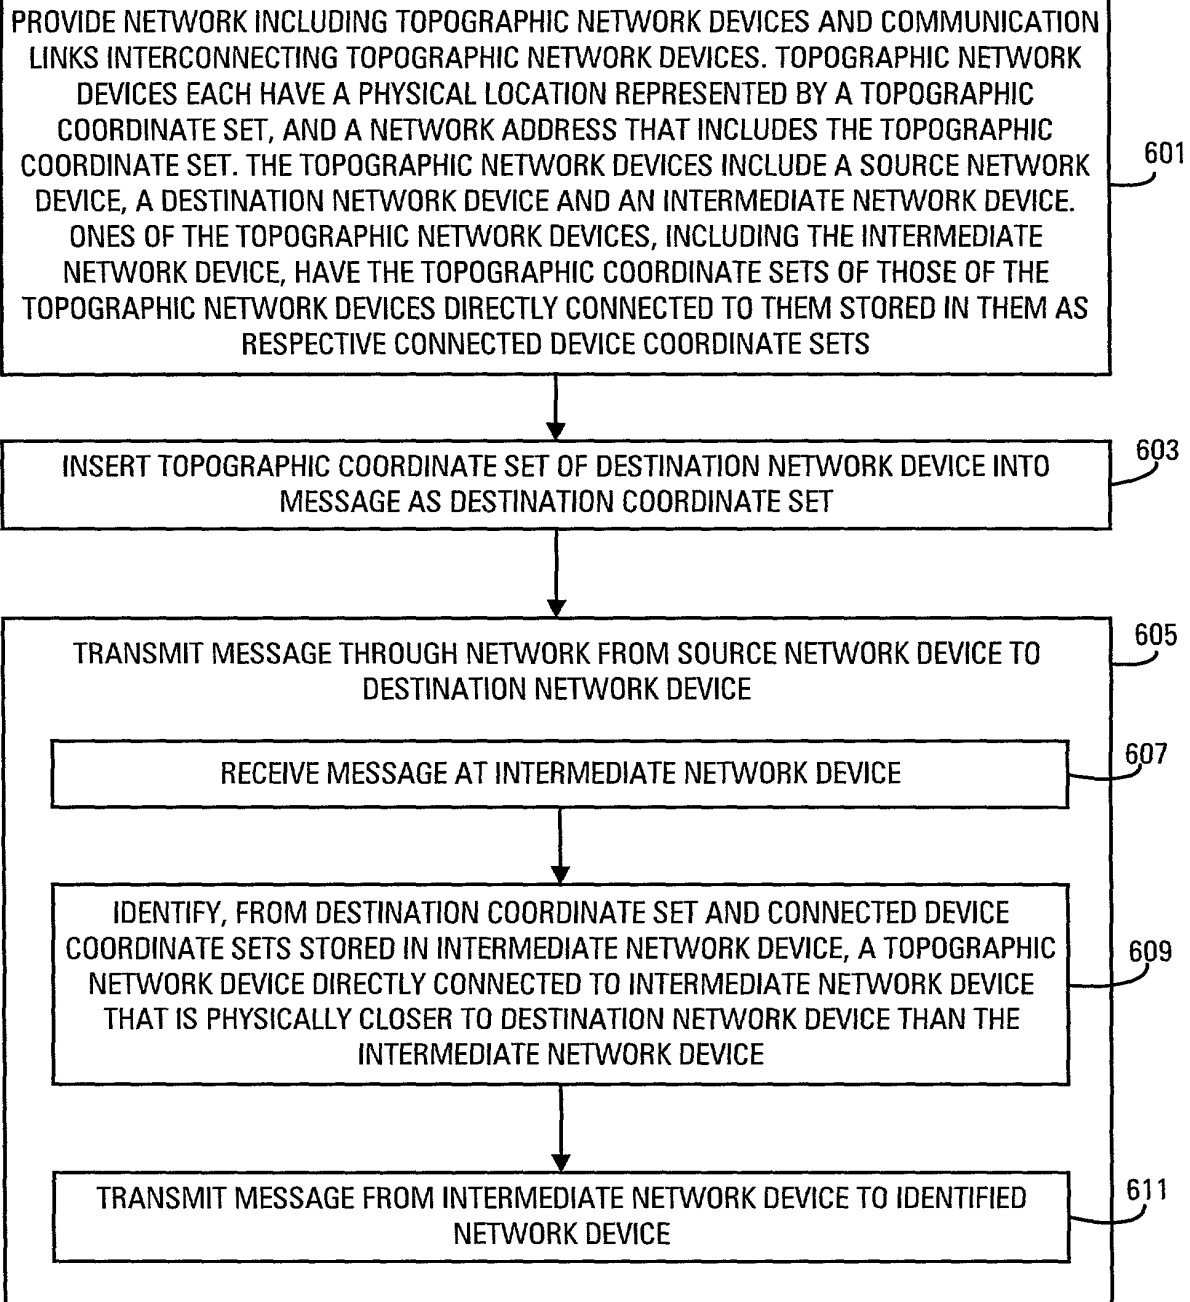 PROVIDE NETWORK INCLUDING TOPOGRAPHIC NETWORK DEVICES AND COMMUNICATION
LINKS INTERCONNECTING TOPOGRAPHIC NETWORK DEVICES. TOPOGRAPHIC NETWORK
DEVICES EACH HAVE A PHYSICAL LOCATION REPRESENTED BY A TOPOGRAPHIC
COORDINATE SET, AND A NETWORK ADDRESS THAT INCLUDES THE TOPOGRAPHIC
COORDINATE SET. THE TOPOGRAPHIC NETWORK DEVICES INCLUDE A SOURCE NETWORK
DEVICE, A DESTINATION NETWORK DEVICE AND AN INTERMEDIATE NETWORK DEVICE.
ONES OF THE TOPOGRAPHIC NETWORK DEVICES, INCLUDING THE INTERMEDIATE
NETWORK DEVICE, HAVE THE TOPOGRAPHIC COORDINATE SETS OF THOSE OF THE
TOPOGRAPHIC NETWORK DEVICES DIRECTLY CONNECTED TO THEM STORED IN THEM AS
RESPECTIVE CONNECTED DEVICE COORDINATE SETS
601
INSERT TOPOGRAPHIC COORDINATE SET OF DESTINATION NETWORK DEVICE INTO
MESSAGE AS DESTINATION COORDINATE SET
603
TRANSMIT MESSAGE THROUGH NETWORK FROM SOURCE NETWORK DEVICE TO
DESTINATION NETWORK DEVICE
605
RECEIVE MESSAGE AT INTERMEDIATE NETWORK DEVICE
607
IDENTIFY, FROM DESTINATION COORDINATE SET AND CONNECTED DEVICE
COORDINATE SETS STORED IN INTERMEDIATE NETWORK DEVICE, A TOPOGRAPHIC
NETWORK DEVICE DIRECTLY CONNECTED TO INTERMEDIATE NETWORK DEVICE
THAT IS PHYSICALLY CLOSER TO DESTINATION NETWORK DEVICE THAN THE
INTERMEDIATE NETWORK DEVICE
609
TRANSMIT MESSAGE FROM INTERMEDIATE NETWORK DEVICE TO IDENTIFIED
NETWORK DEVICE
611